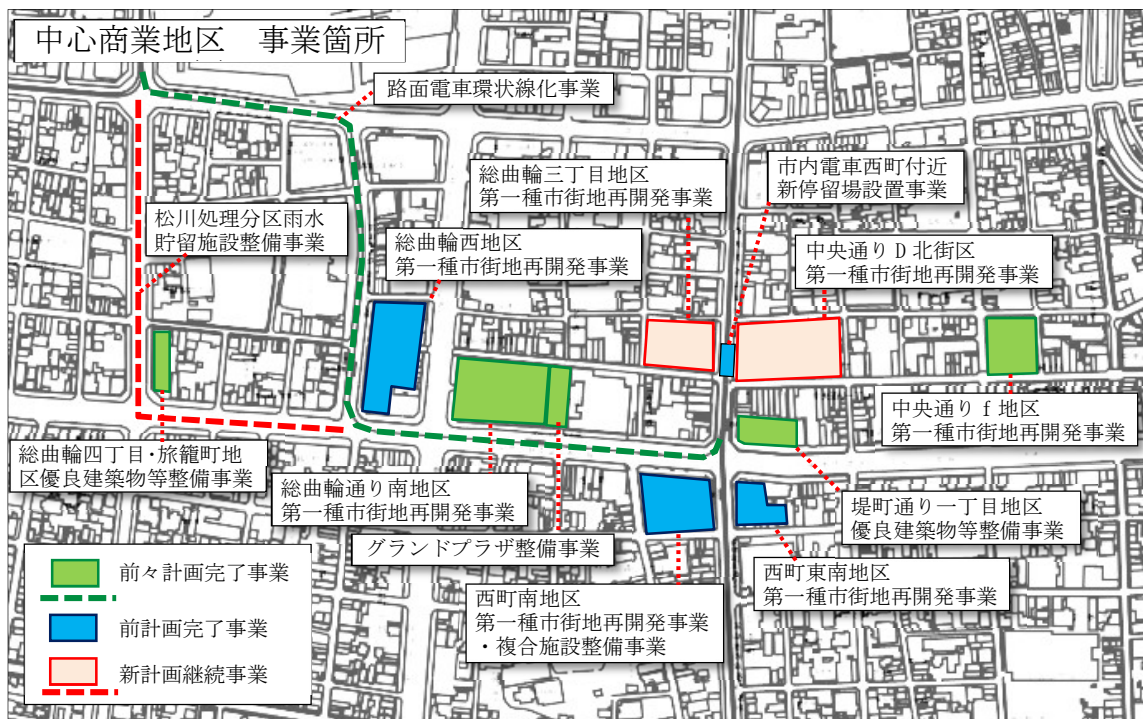 中心商業地区　事業箇所
路面電車環状線化事業
総曲輪三丁目地区
第一種市街地再開発事業
市内電車西町付近
新停留場設置事業
松川処理分区雨水
貯留施設整備事業
総曲輪西地区
第一種市街地再開発事業
中央通りD北街区
第一種市街地再開発事業
中央通りf地区
第一種市街地再開発事業
総曲輪四丁目・旅籠町地
区優良建築物等整備事業
総曲輪通り南地区
第一種市街地再開発事業
グランドプラザ整備事業
堤町通り一丁目地区
優良建築物等整備事業
西町南地区
第一種市街地再開発事業
・複合施設整備事業
西町東南地区
第一種市街地再開発事業
前々計画完了事業
前計画完了事業
新計画継続事業